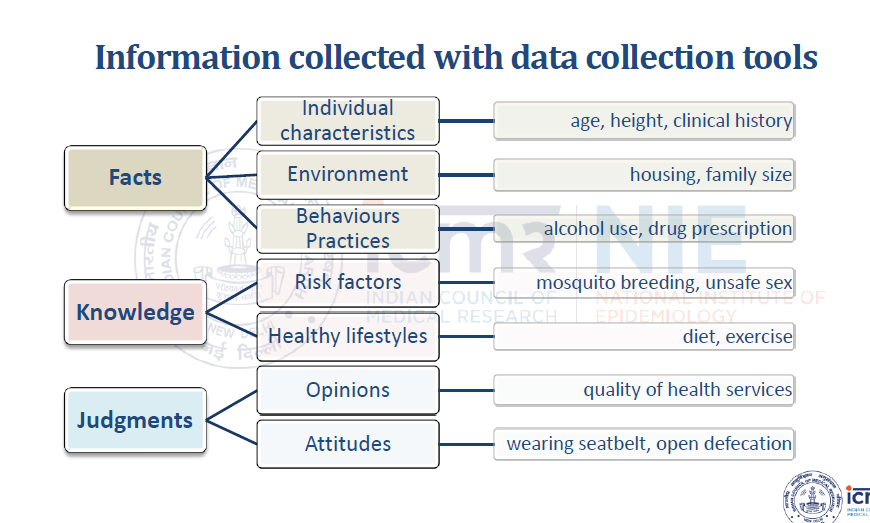 Information collected with data collection tools
Facts
Individual
characteristics
age, height, clinical history
Environment
housing, family size
Behaviours
Practices
alcohol use, drug prescription
Knowledge
Risk factors
mosquito breeding, unsafe sex
Healthy lifestyles
diet, exercise
Judgments
Opinions
quality of health services
Attitudes
wearing seatbelt, open defecation
icmr NIE
INDIAN COUNCIL OF
MEDICAL RESEARCH
NATIONAL INSTITUTE OF
EPIDEMIOLOGY
NEW DELHI